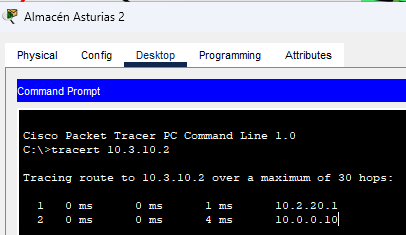 Almacén Asturias 2
Physical Config Desktop Programming Attributes
Command Prompt
Cisco Packet Tracer PC Command Line 1.0
C:\>tracert 10.3.10.2
Tracing route to 10.3.10.2 over a maximum of 30 hops:
1 0 ms 0 ms 1 ms 10.2.20.1
2 0 ms 0 ms 4 ms 10.0.0.10